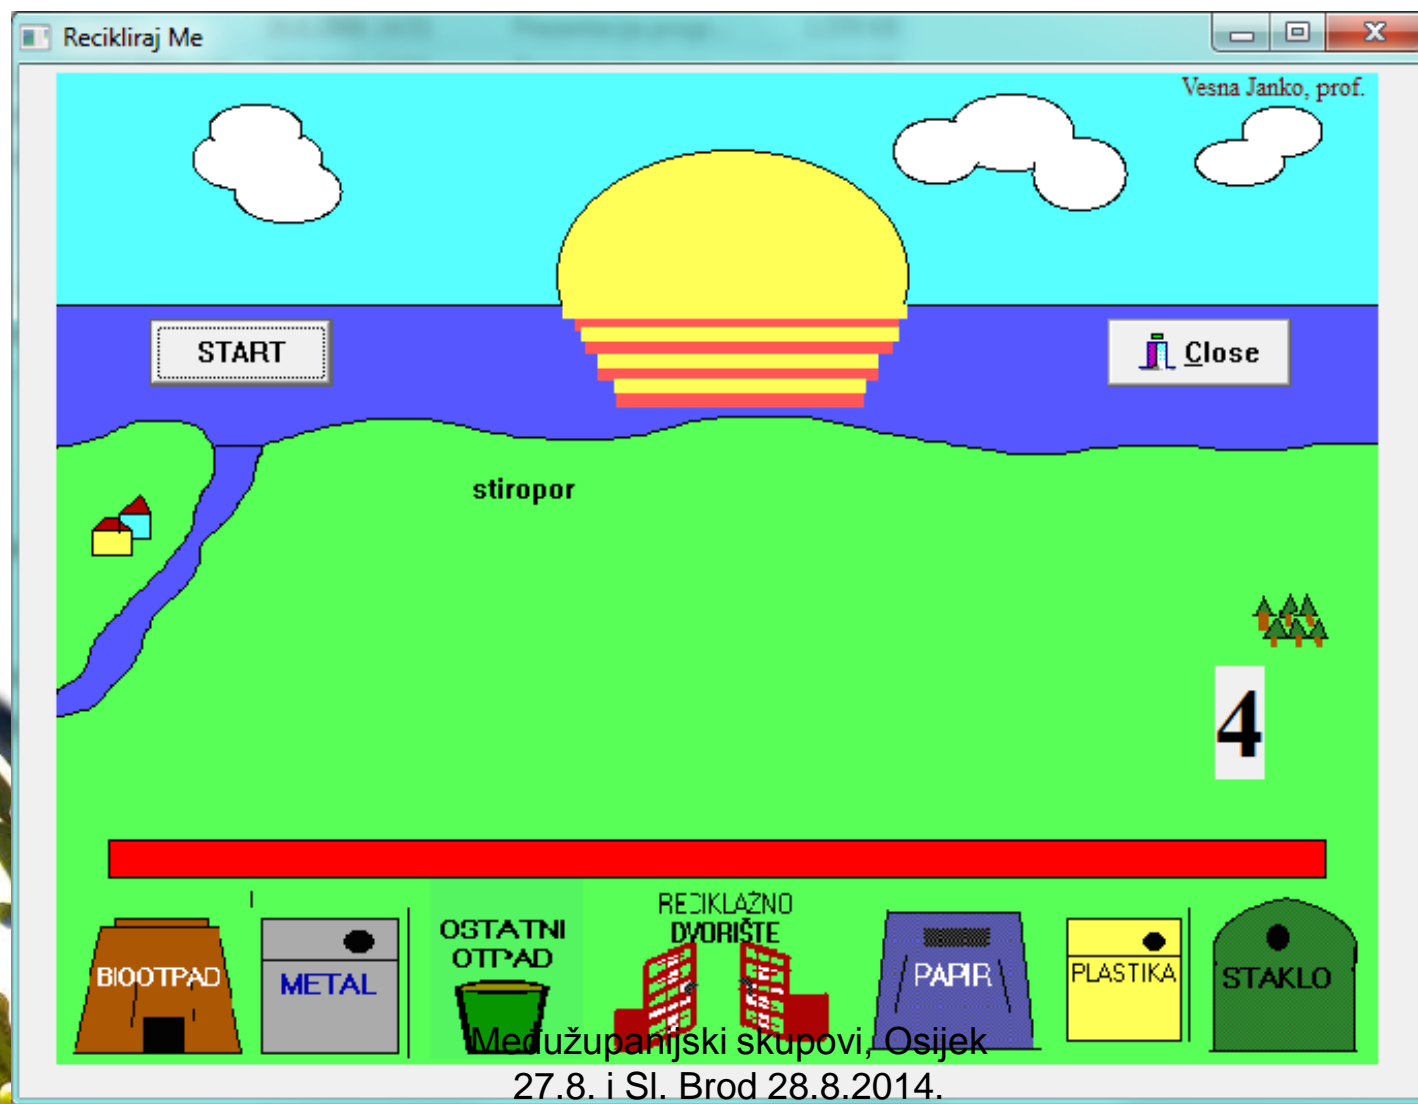 Recikliraj Me
Vesna Janko, prof.
START
Close
stiropor
4
BIOOTPAD
METAL
OSTATNI
OTPAD
RECIKLAŽNO
DVORIŠTE
PAPIR
PLASTIKA
STAKLO
Međužupanijski skupovi, Osijek
27.8. i Sl. Brod 28.8.2014.